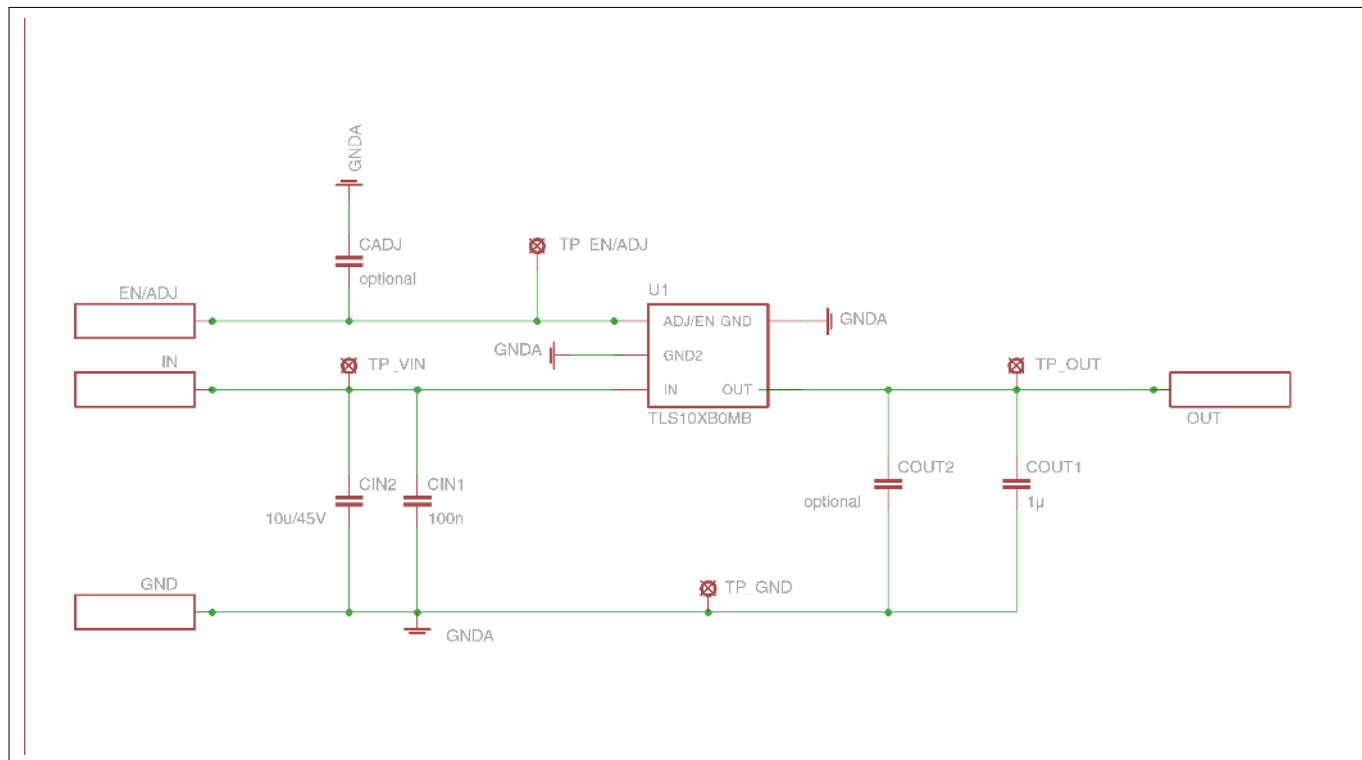 GNDA
CADJ
optional
TP_EN/ADJ
EN/ADJ
U1
ADJ/EN GND
GNDA
GNDA
GND2
IN
TP_VIN
TP_OUT
IN
OUT
TLS10XB0MB
OUT
CIN2
CIN1
COUT2
COUT1
10u/45V
100n
optional
1µ
GND
TP_GND
GNDA